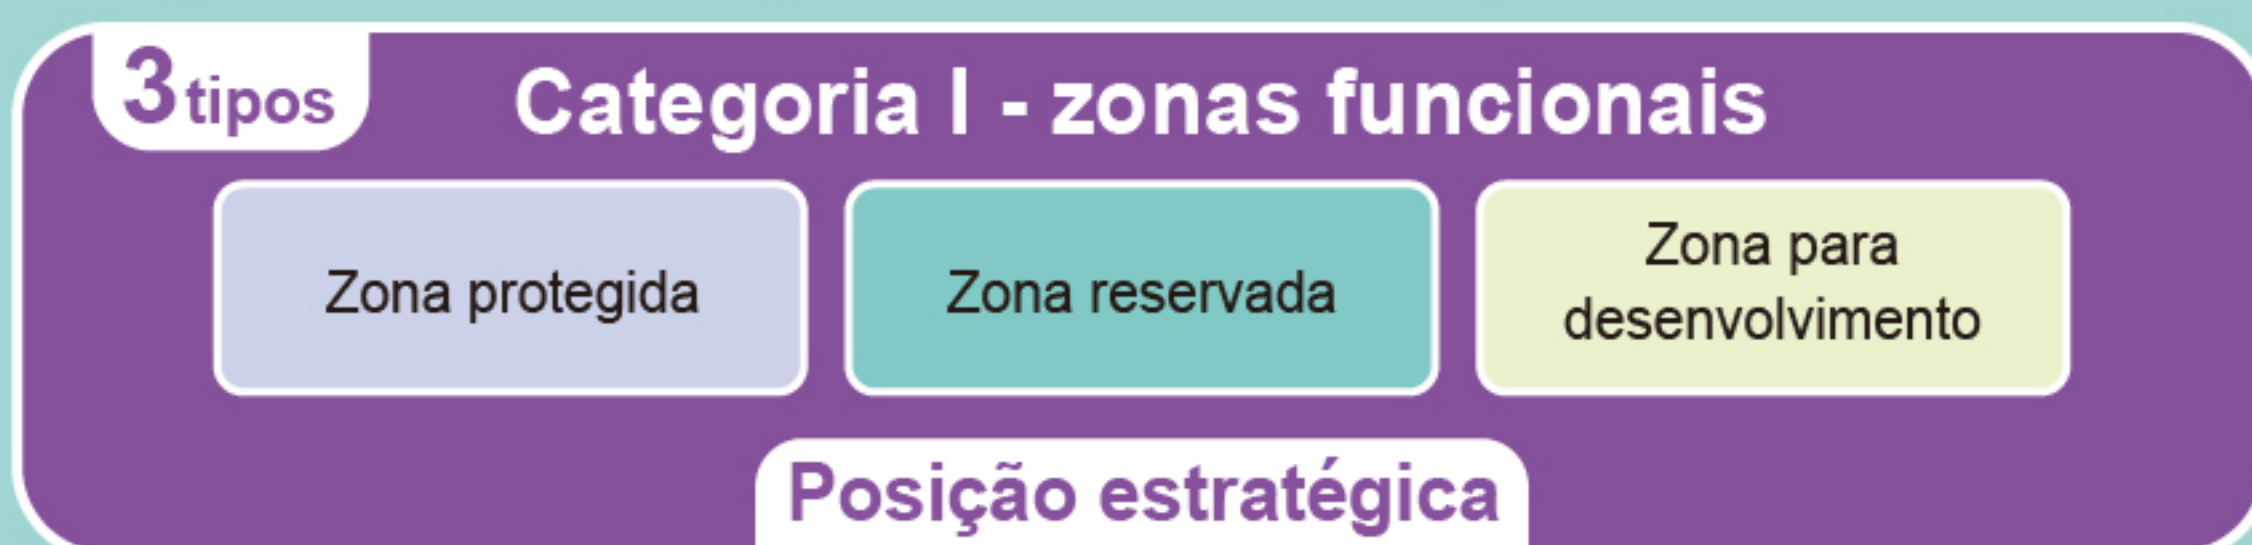 3 tipos
Categoria I - zonas funcionais
Zona protegida
Zona reservada
Zona para
desenvolvimento
Posição estratégica